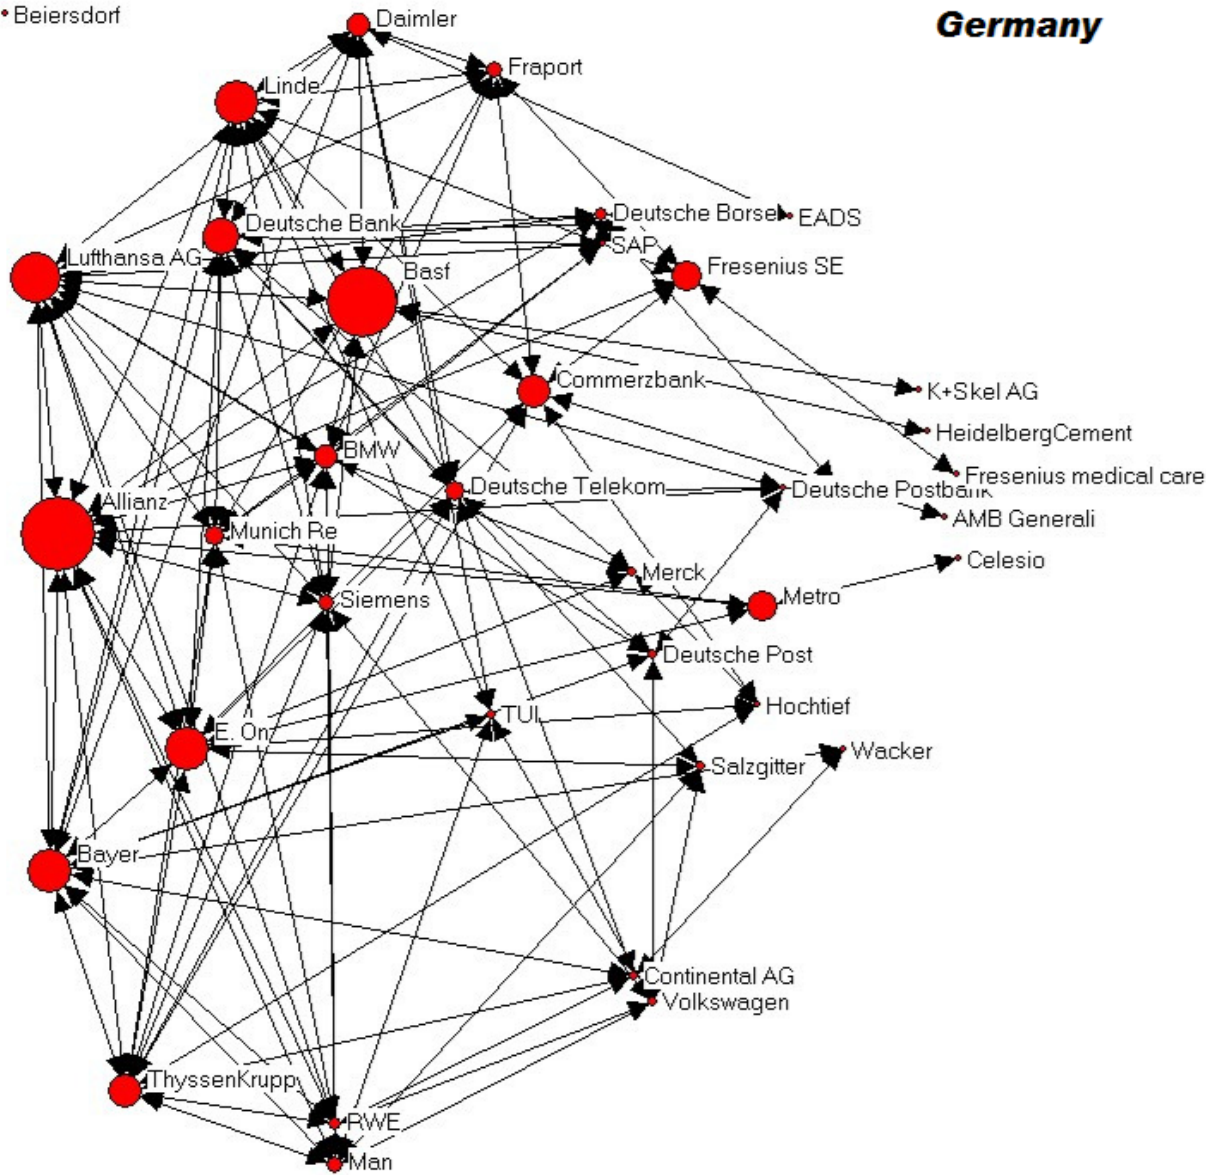 Beiersdorf
Daimler
Germany
Fraport
Linde
Deutsche Borse
EADS
Deutsche Bank
SAP
Lufthansa AG
Basf
Fresenius SE
Commerzbank
K+Skel AG
HeidelbergCement
BMW
Fresenius medical care
Deutsche Telekom
Deutsche Postbank
Allianz
AMB Generali
Munich Re
Celesio
Merck
Siemens
Metro
Deutsche Post
TUI
Hochtief
E. On
Wacker
Salzgitter
Bayer
Continental AG
Volkswagen
ThyssenKrupp
RWE
Man